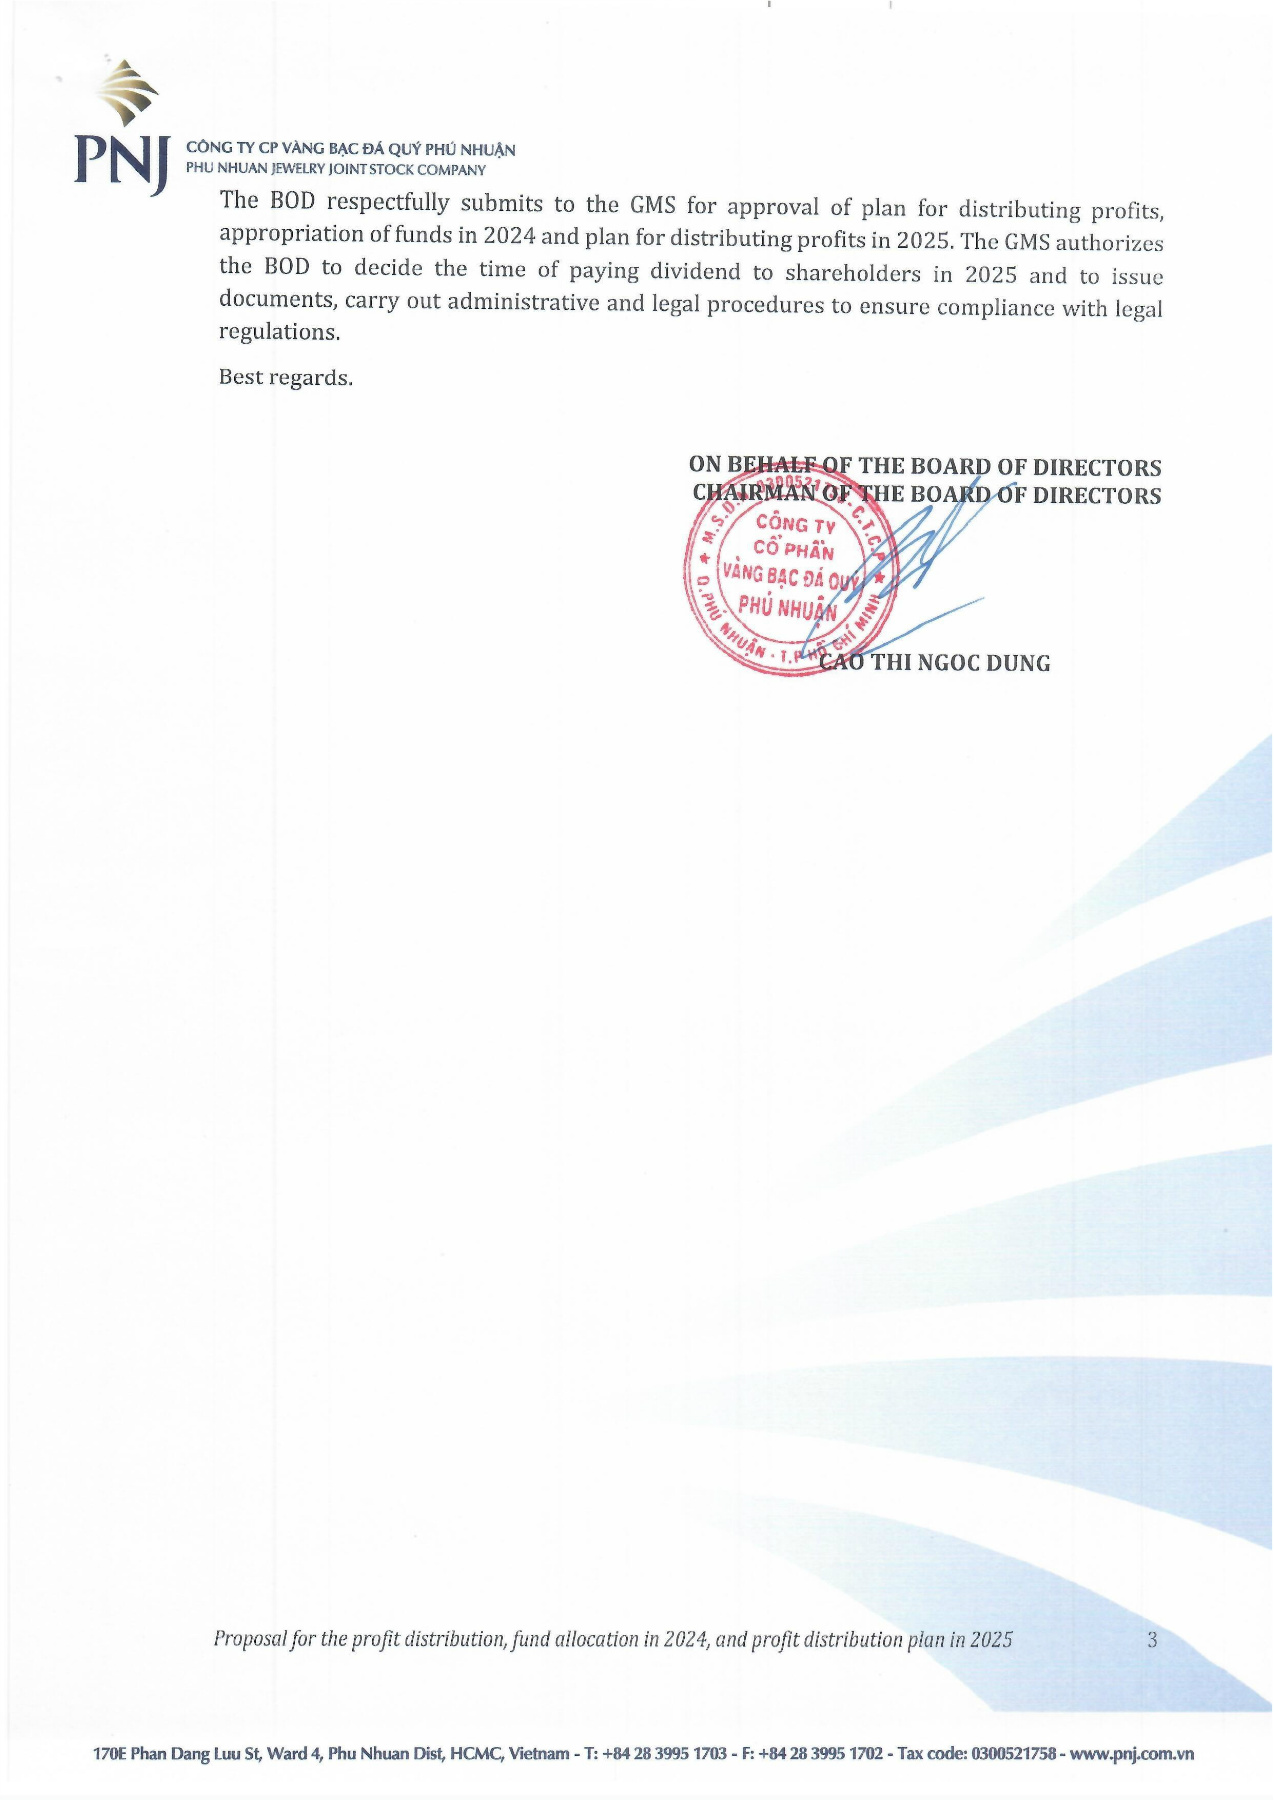 PNJ
CÔNG TY CP VÀNG BẠC ĐÁ QUÝ PHÚ NHUẬN
PHU NHUAN JEWELRY JOINT STOCK COMPANY
The BOD respectfully submits to the GMS for approval of plan for distributing profits,
appropriation of funds in 2024 and plan for distributing profits in 2025. The GMS authorizes
the BOD to decide the time of paying dividend to shareholders in 2025 and to issue
documents, carry out administrative and legal procedures to ensure compliance with legal
regulations.
Best regards.
ON BEHALF OF THE BOARD OF DIRECTORS
CHAIRMAN OF THE BOARD OF DIRECTORS
M.S.D.N C.T.C.P
CÔNG TY
CỔ PHẦN
VÀNG BẠC ĐÁ QUÝ
PHÚ NHUẬN
Q.PHÚ NHUẬN - T.P HỒ CHÍ MINH
CAO THI NGOC DUNG
Proposal for the profit distribution, fund allocation in 2024, and profit distribution plan in 2025 3
170E Phan Dang Luu St, Ward 4, Phu Nhuan Dist, HCMC, Vietnam - T: +84 28 3995 1703 - F: +84 28 3995 1702 - Tax code: 0300521758 - www.pnj.com.vn